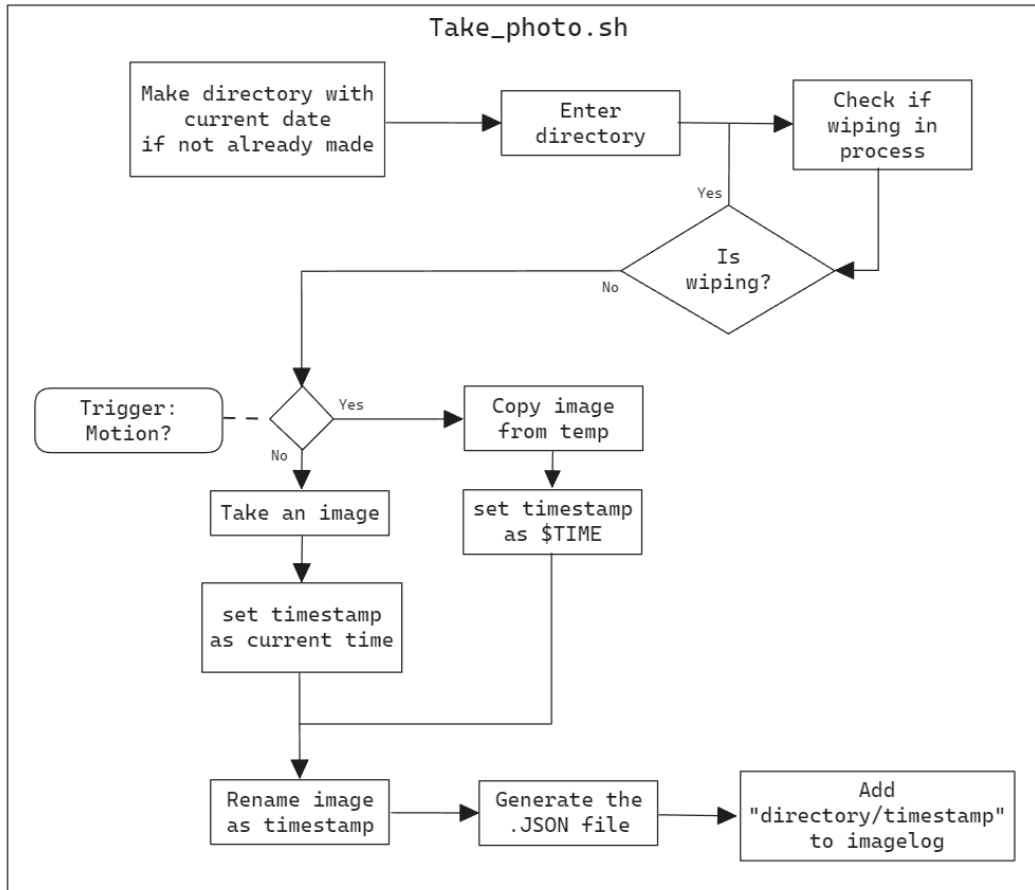 Take_photo.sh
Make directory with
current date
if not already made
Enter
directory
Check if
wiping in
process
Yes
Is
wiping?
No
Trigger:
Motion?
Yes
No
Copy image
from temp
Take an image
set timestamp
as $TIME
set timestamp
as current time
Rename image
as timestamp
Generate the
.JSON file
Add
"directory/timestamp"
to imagelog